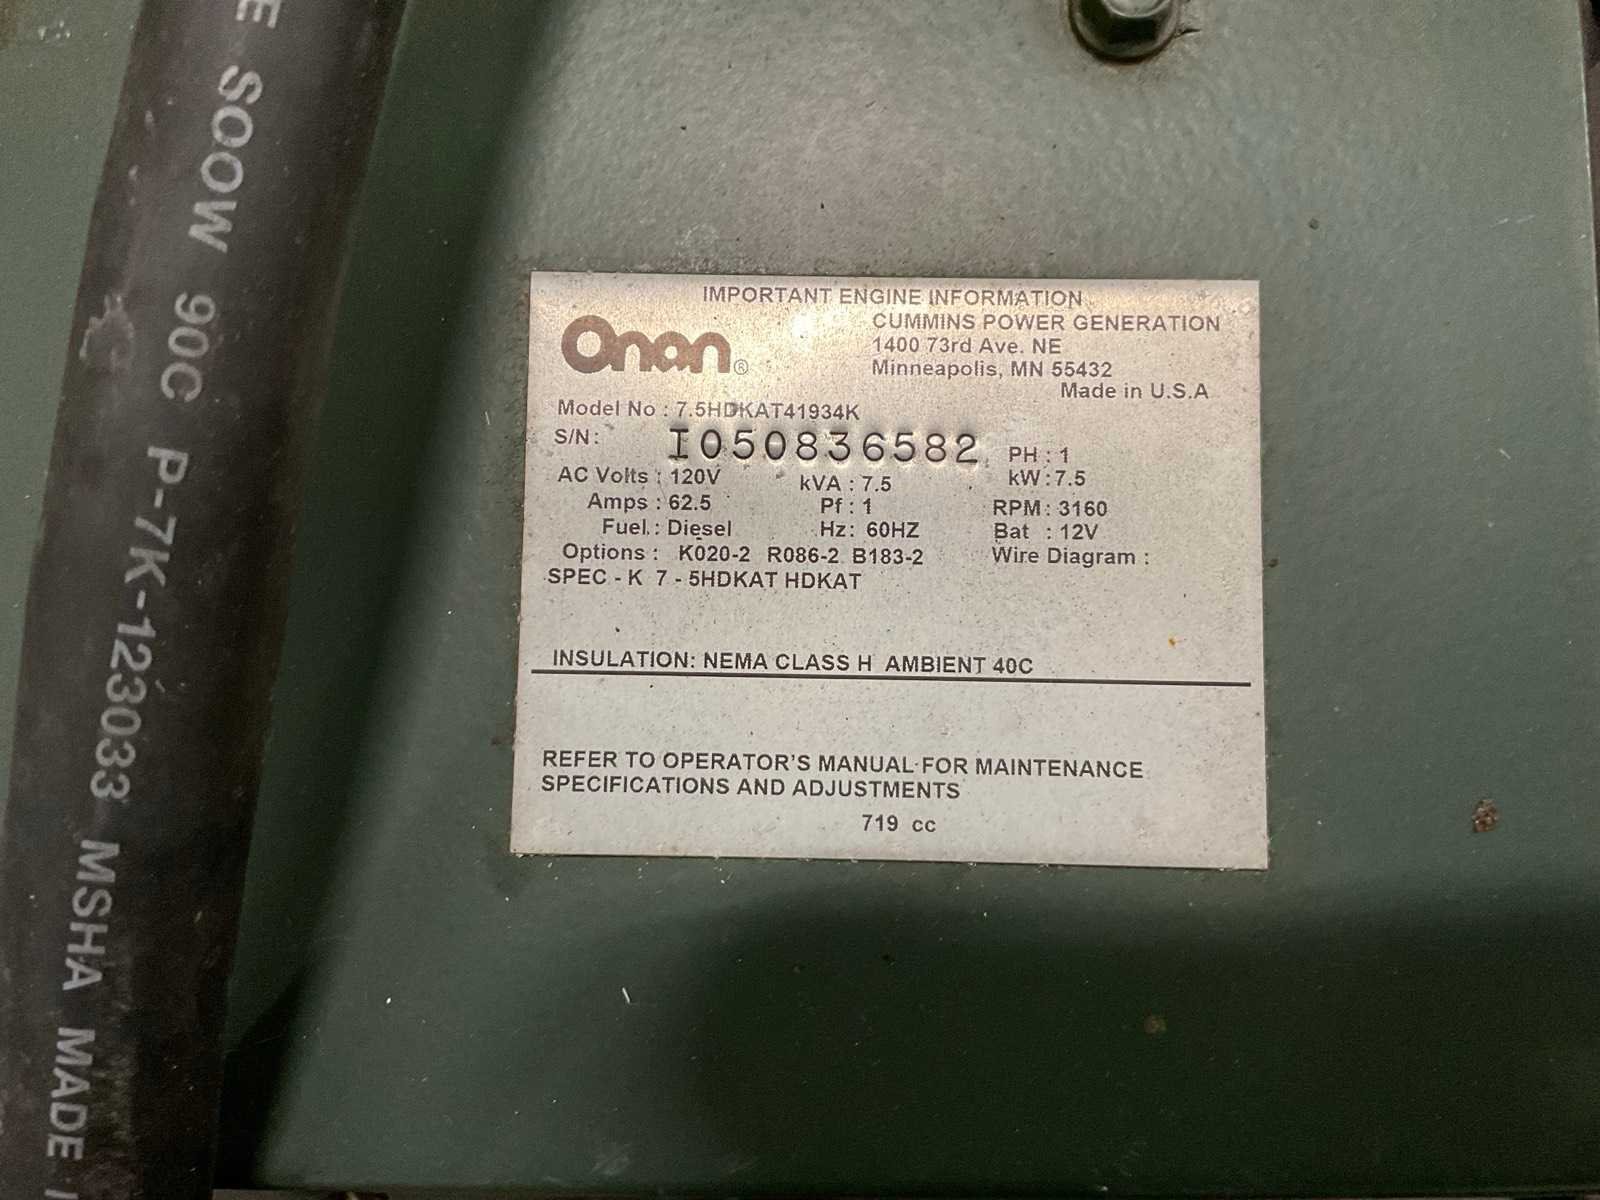 E SOOW 90C P-7K-123033 MSHA MADE
IMPORTANT ENGINE INFORMATION
Onan®
CUMMINS POWER GENERATION
1400 73rd Ave. NE
Minneapolis, MN 55432
Made in U.S.A
Model No : 7.5HDKAT41934K
S/N: I050836582 PH : 1
AC Volts : 120V kVA : 7.5 kW : 7.5
Amps : 62.5 Pf : 1 RPM : 3160
Fuel : Diesel Hz : 60HZ Bat : 12V
Options : K020-2 R086-2 B183-2 Wire Diagram :
SPEC - K 7 - 5HDKAT HDKAT
INSULATION: NEMA CLASS H AMBIENT 40C
REFER TO OPERATOR'S MANUAL FOR MAINTENANCE
SPECIFICATIONS AND ADJUSTMENTS
719 cc